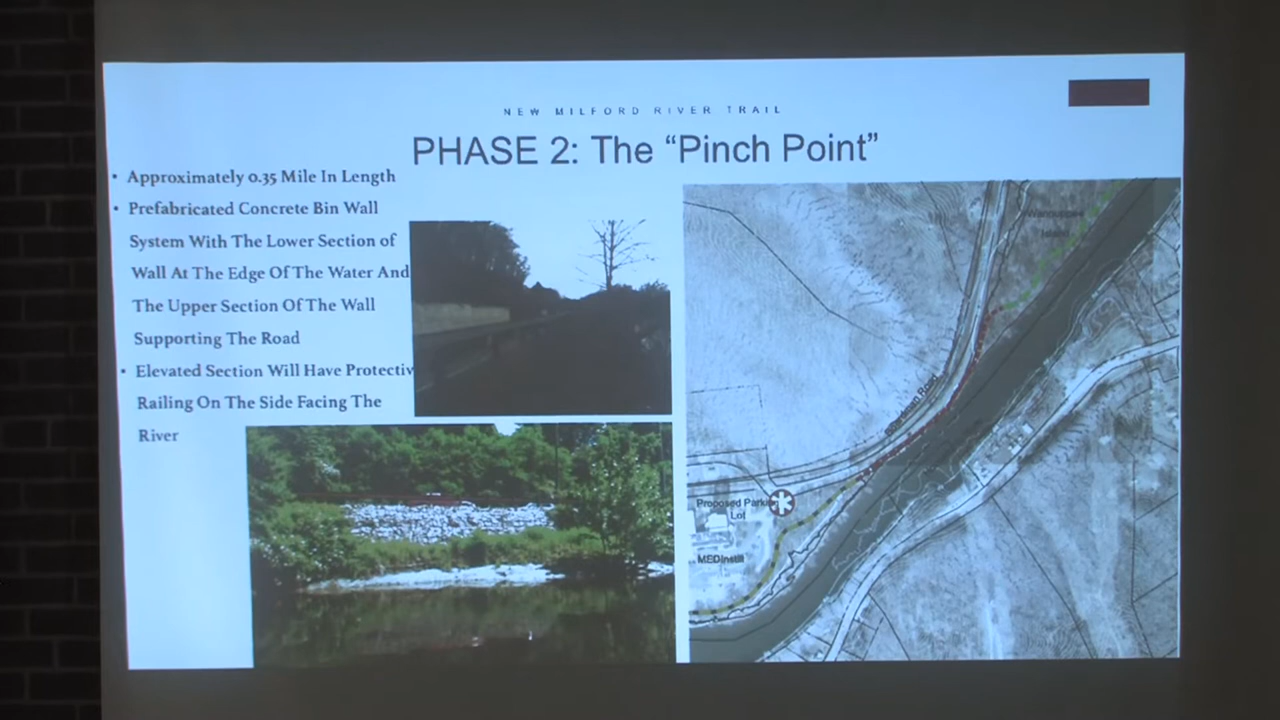 NEW MILFORD RIVER TRAIL
PHASE 2: The “Pinch Point”
• Approximately 0.35 Mile In Length
• Prefabricated Concrete Bin Wall
System With The Lower Section of
Wall At The Edge Of The Water And
The Upper Section Of The Wall
Supporting The Road
• Elevated Section Will Have Protectiv
Railing On The Side Facing The
River
Proposed Parking
Lot
MEDInstill